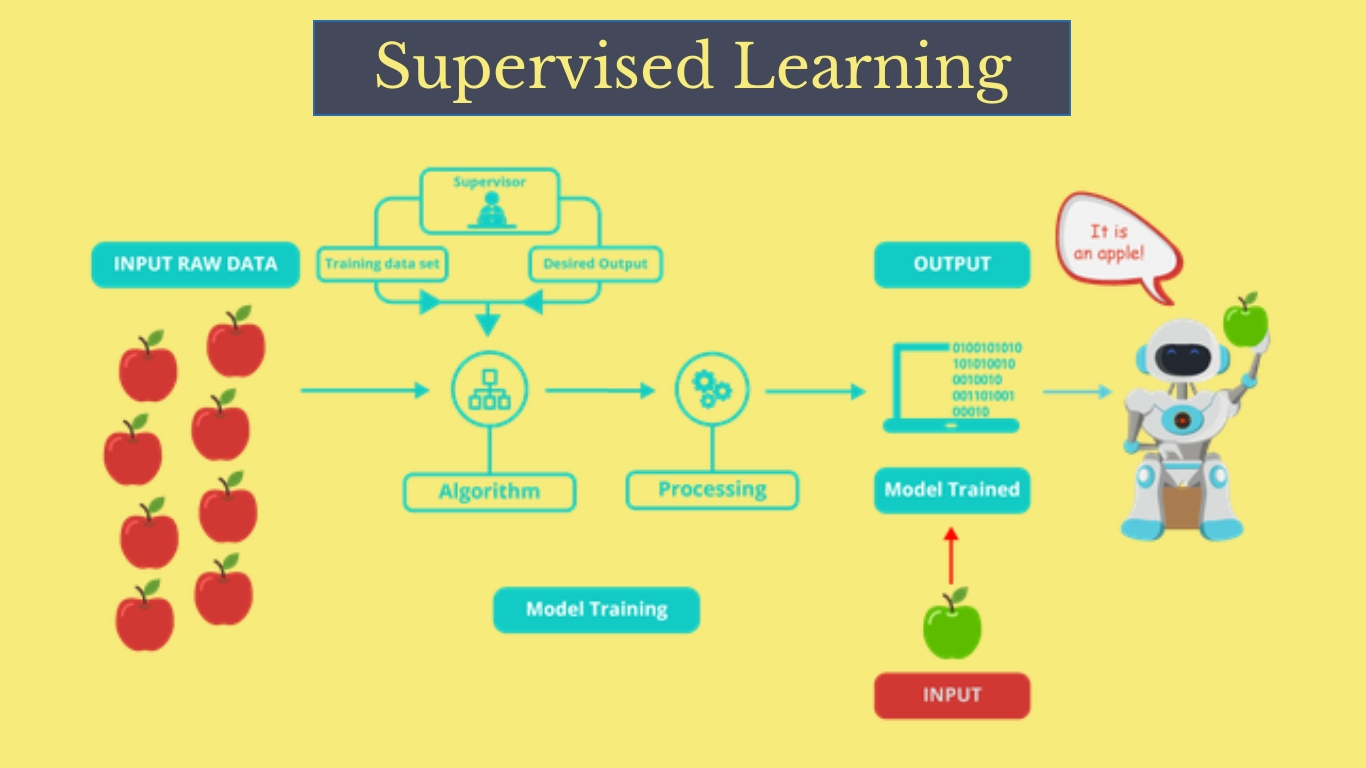 Supervised Learning
Supervisor
INPUT RAW DATA
Training data set
Desired Output
OUTPUT
It is
an apple!
0100101010
101010010
0010010
001101001
00010
Algorithm
Processing
Model Trained
Model Training
INPUT